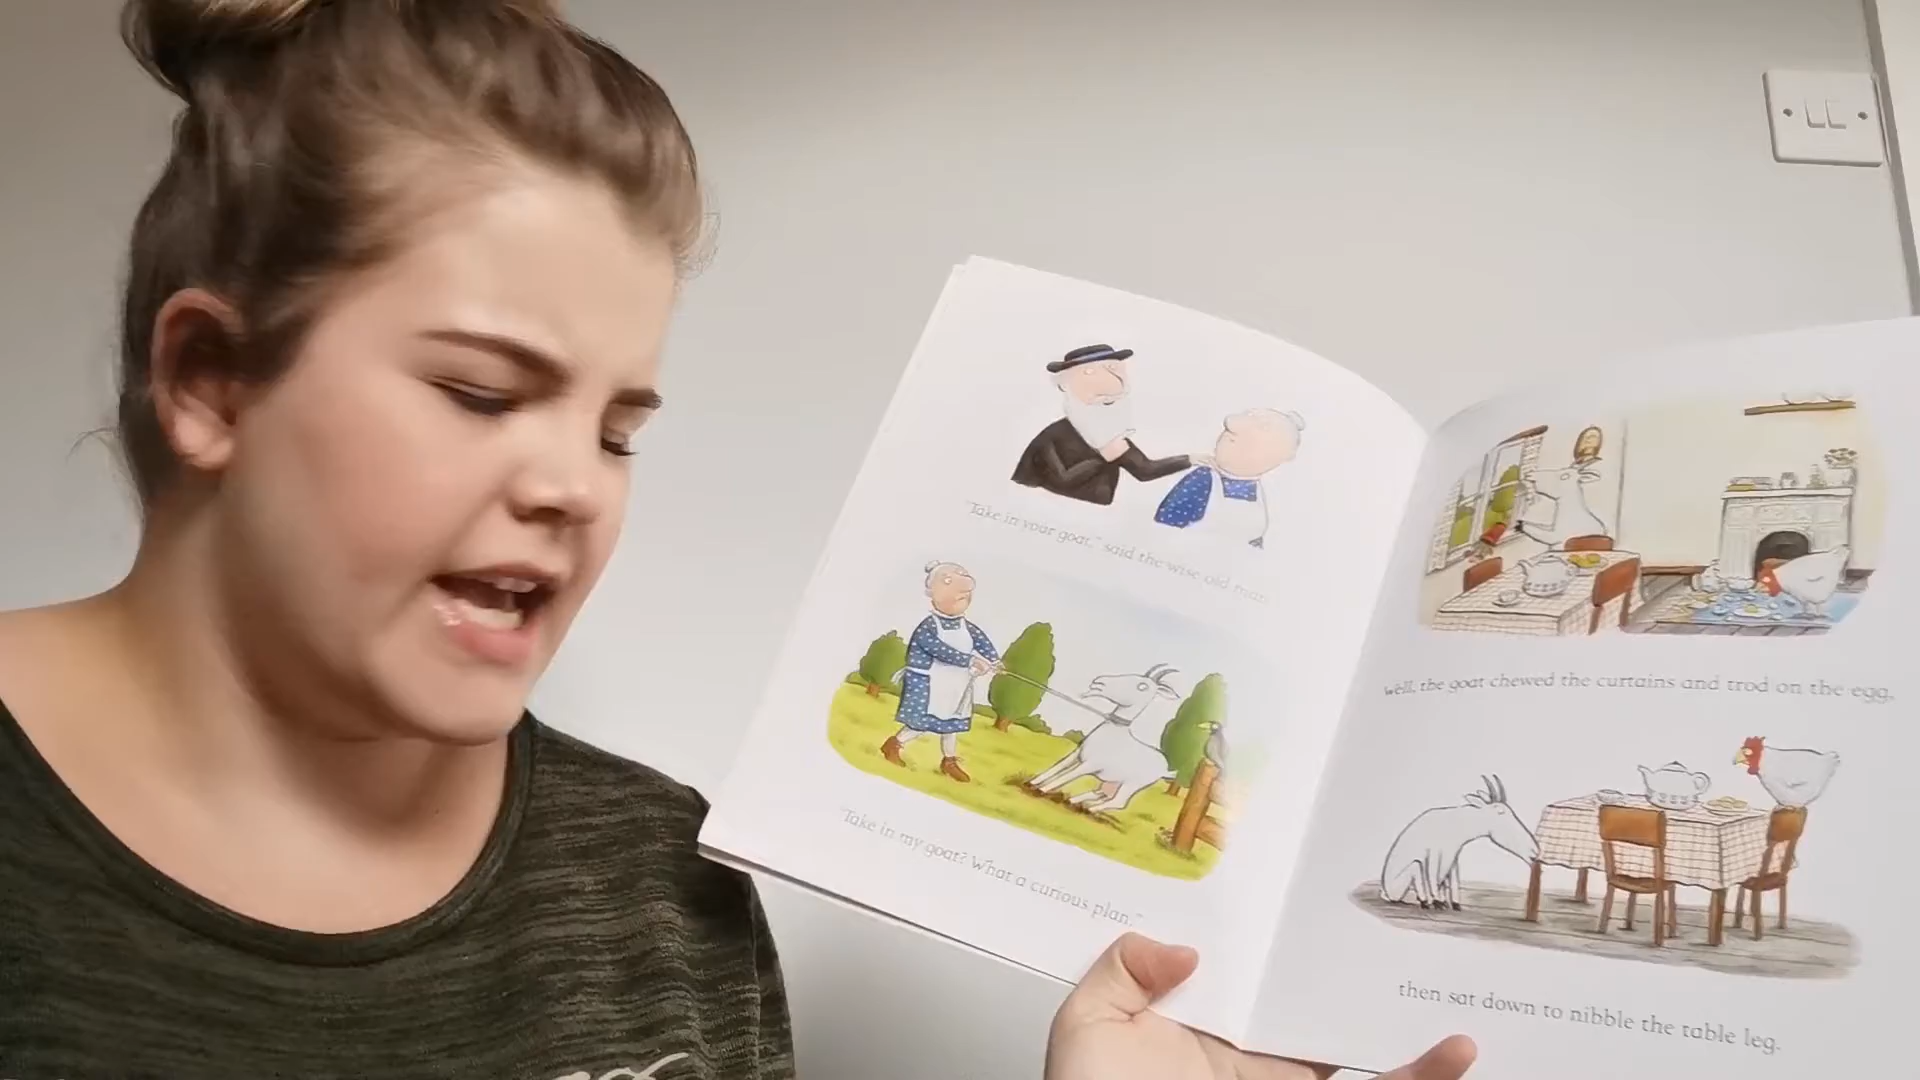 "Take in your goat," said the wise old man.
"Take in my goat? What a curious plan."
Well, the goat chewed the curtains and trod on the egg,
then sat down to nibble the table leg.